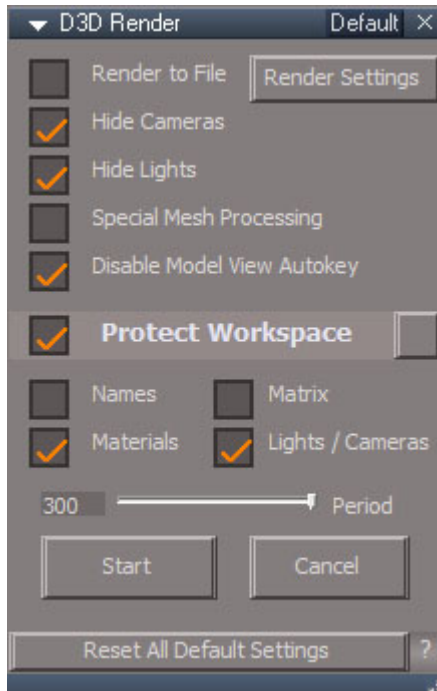 D3D Render Default ×
Render to File Render Settings
Hide Cameras
Hide Lights
Special Mesh Processing
Disable Model View Autokey
Protect Workspace
Names Matrix
Materials Lights / Cameras
300 Period
Start Cancel
Reset All Default Settings ?